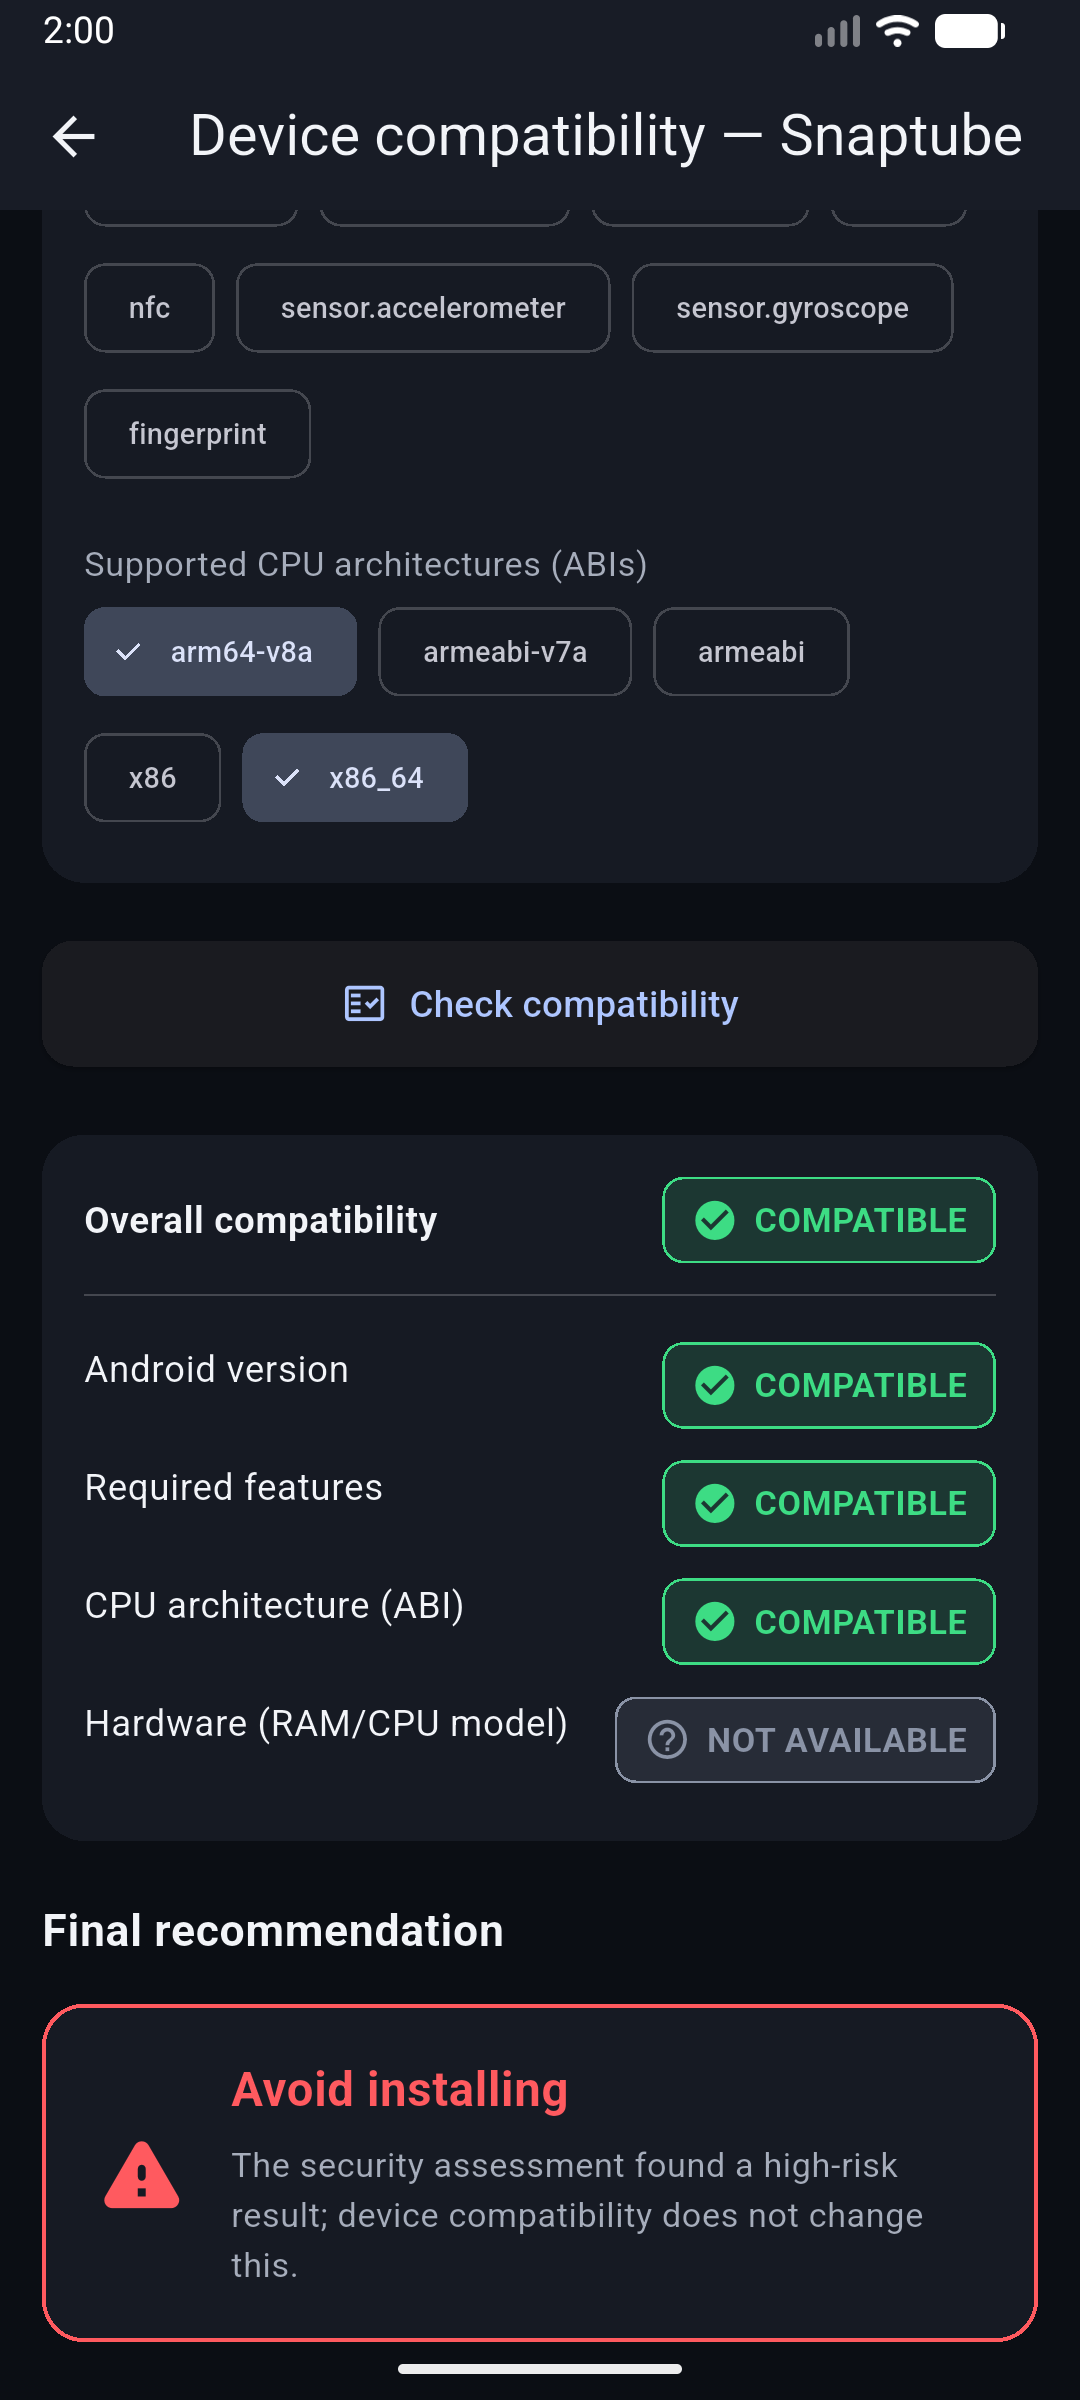 2:00
Device compatibility — Snaptube
nfc
sensor.accelerometer
sensor.gyroscope
fingerprint
Supported CPU architectures (ABIs)
arm64-v8a
armeabi-v7a
armeabi
x86
x86_64
Check compatibility
Overall compatibility
COMPATIBLE
Android version
COMPATIBLE
Required features
COMPATIBLE
CPU architecture (ABI)
COMPATIBLE
Hardware (RAM/CPU model)
NOT AVAILABLE
Final recommendation
Avoid installing
The security assessment found a high-risk
result; device compatibility does not change
this.